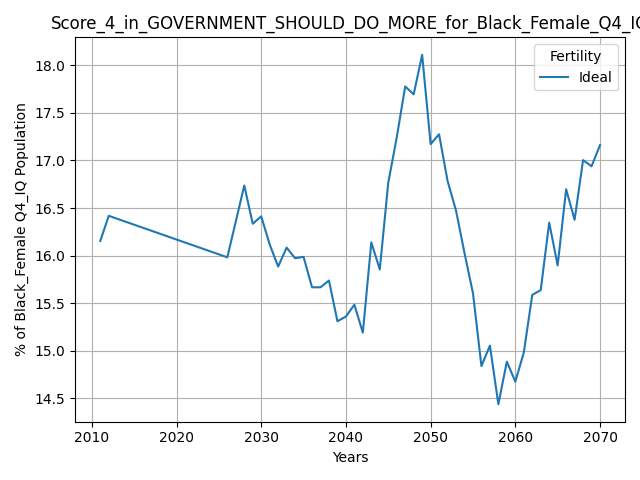 Score_4_in_GOVERNMENT_SHOULD_DO_MORE_for_Black_Female_Q4_IQ
Fertility
Ideal
18.0
17.5
17.0
16.5
16.0
15.5
15.0
14.5
% of Black_Female Q4_IQ Population
2010 2020 2030 2040 2050 2060 2070
Years